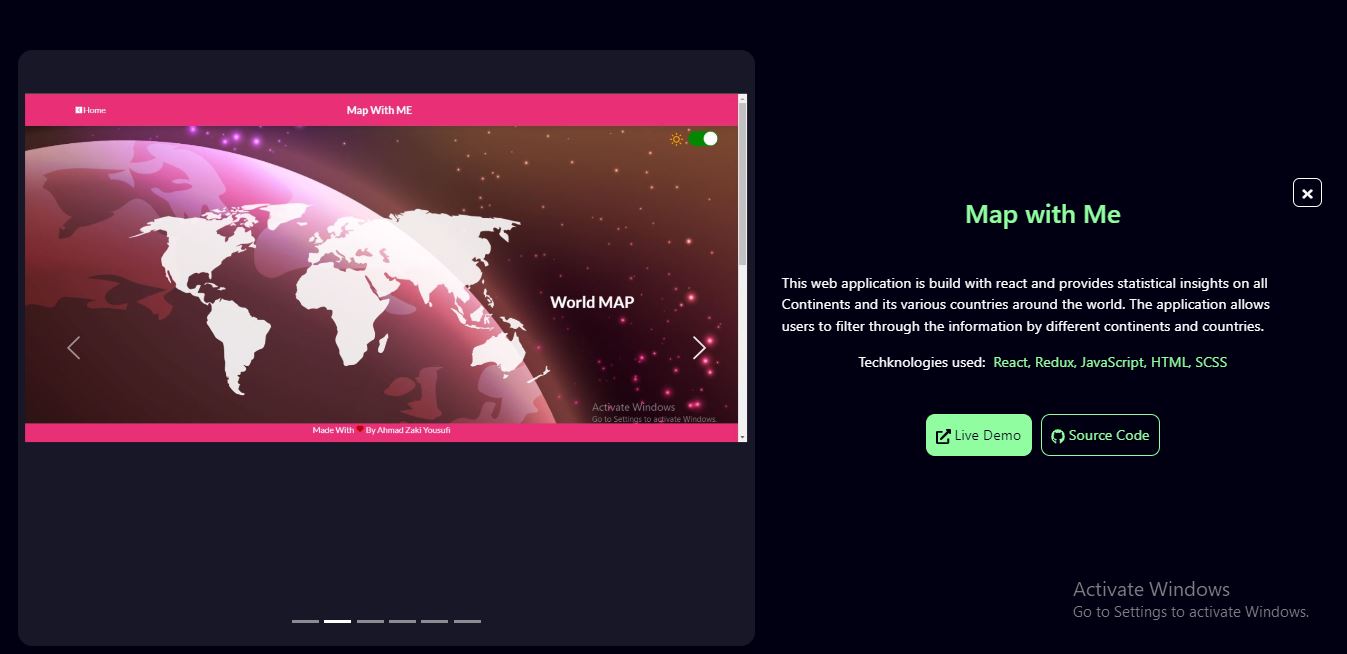 Home
Map With ME
World MAP
Activate Windows
Go to Settings to activate Windows.
Made With By Ahmad Zaki Yousufi
Map with Me
This web application is build with react and provides statistical insights on all
Continents and its various countries around the world. The application allows
users to filter through the information by different continents and countries.
Techknologies used: React, Redux, JavaScript, HTML, SCSS
Live Demo
Source Code
Activate Windows
Go to Settings to activate Windows.